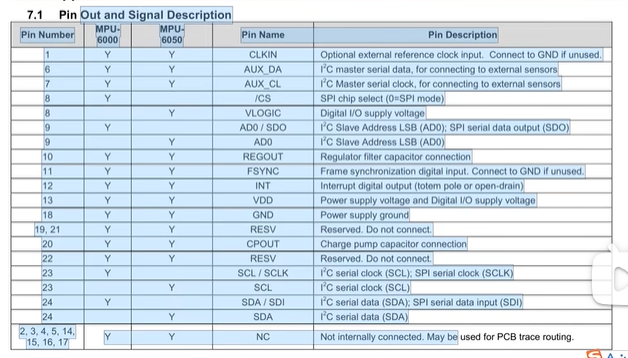 7.1 Pin Out and Signal Description
Pin Number MPU-6000 MPU-6050 Pin Name Pin Description
1 Y Y CLKIN Optional external reference clock input. Connect to GND if unused.
6 Y Y AUX_DA I²C master serial data, for connecting to external sensors
7 Y Y AUX_CL I²C Master serial clock, for connecting to external sensors
8 Y /CS SPI chip select (0=SPI mode)
8 Y VLOGIC Digital I/O supply voltage
9 Y AD0 / SDO I²C Slave Address LSB (AD0); SPI serial data output (SDO)
9 Y AD0 I²C Slave Address LSB (AD0)
10 Y Y REGOUT Regulator filter capacitor connection
11 Y Y FSYNC Frame synchronization digital input. Connect to GND if unused.
12 Y Y INT Interrupt digital output (totem pole or open-drain)
13 Y Y VDD Power supply voltage and Digital I/O supply voltage
18 Y Y GND Power supply ground
19, 21 Y Y RESV Reserved. Do not connect.
20 Y Y CPOUT Charge pump capacitor connection
22 Y Y RESV Reserved. Do not connect.
23 Y SCL / SCLK I²C serial clock (SCL); SPI serial clock (SCLK)
23 Y SCL I²C serial clock (SCL)
24 Y SDA / SDI I²C serial data (SDA); SPI serial data input (SDI)
24 Y SDA I²C serial data (SDA)
2, 3, 4, 5, 14, 15, 16, 17 Y Y NC Not internally connected. May be used for PCB trace routing.